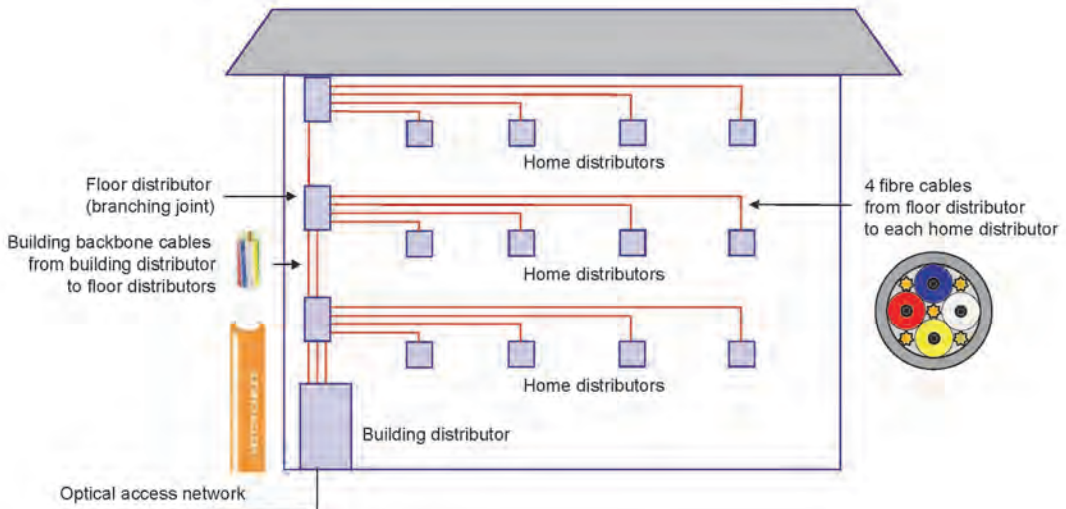 Home distributors
Floor distributor
(branching joint)
4 fibre cables
from floor distributor
to each home distributor
Building backbone cables
from building distributor
to floor distributors
Home distributors
Home distributors
Building distributor
Optical access network